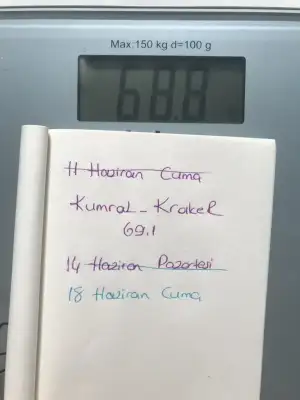 Max:150 kg d=100 g
68.8
11 Haziran Cuma
Kumral - Kraker
69.1
14 Haziran Pazartesi
18 Haziran Cuma